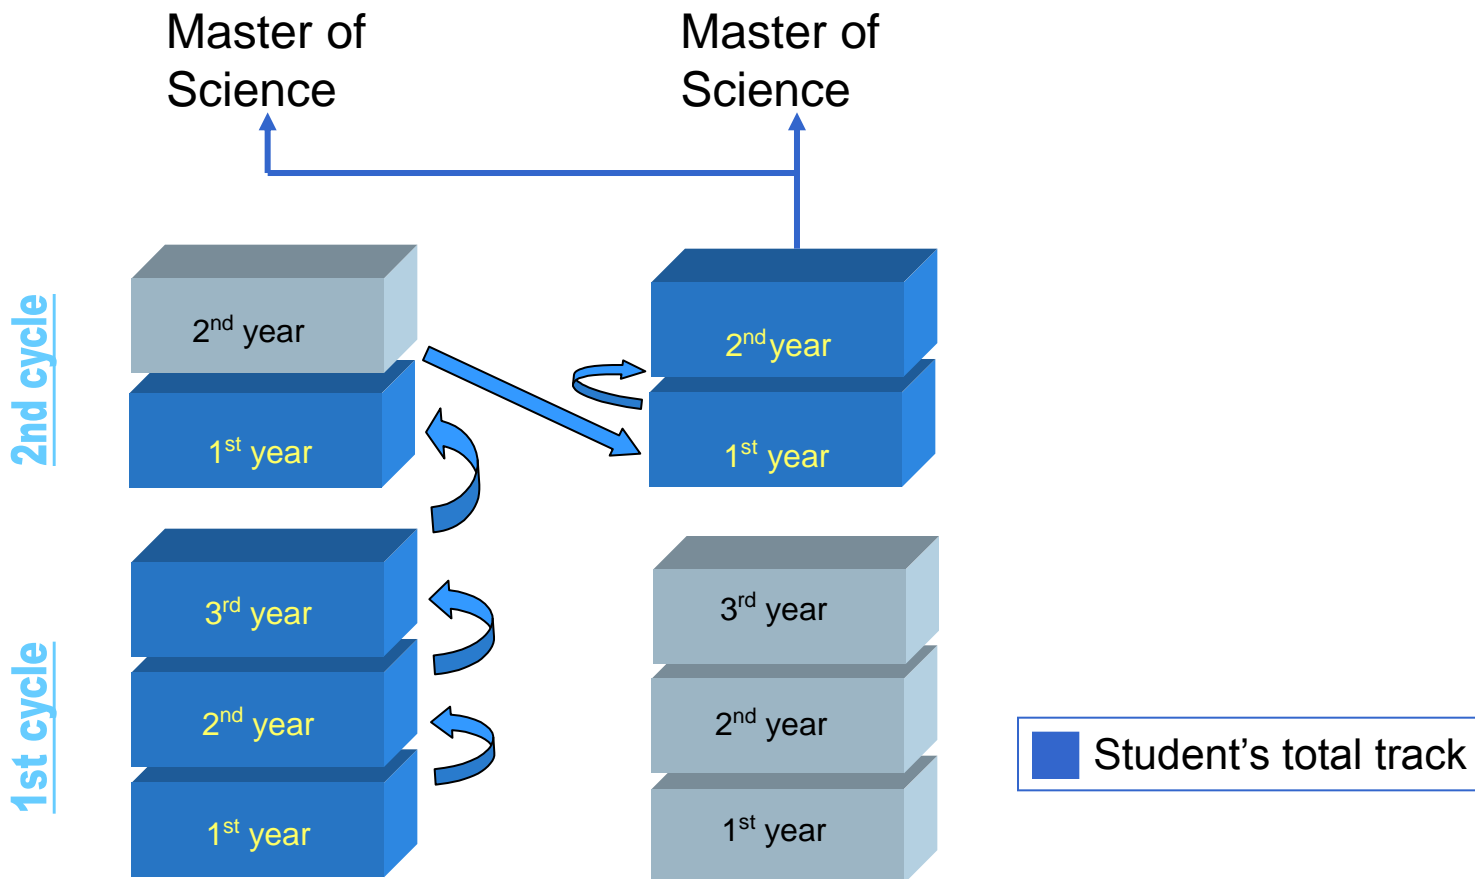 Master of
Science
Master of
Science
2nd cycle
2nd year
1st year
2nd year
1st year
1st cycle
3rd year
2nd year
1st year
3rd year
2nd year
1st year
Student’s total track